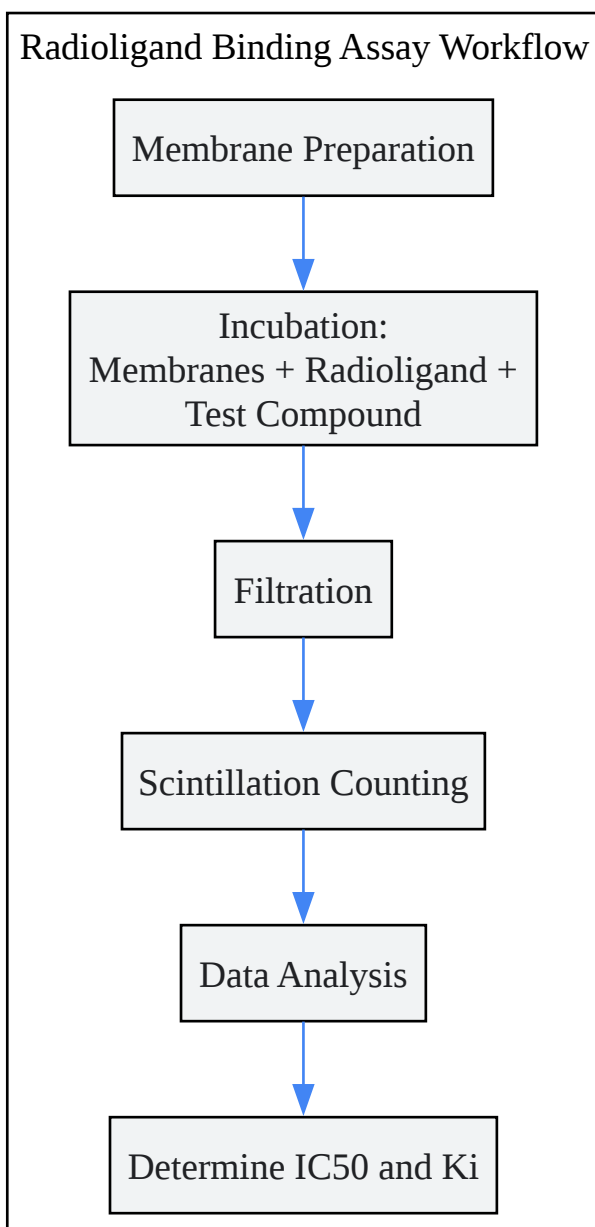 Radioligand Binding Assay Workflow
Membrane Preparation
Incubation:
Membranes + Radioligand +
Test Compound
Filtration
Scintillation Counting
Data Analysis
Determine IC50 and Ki